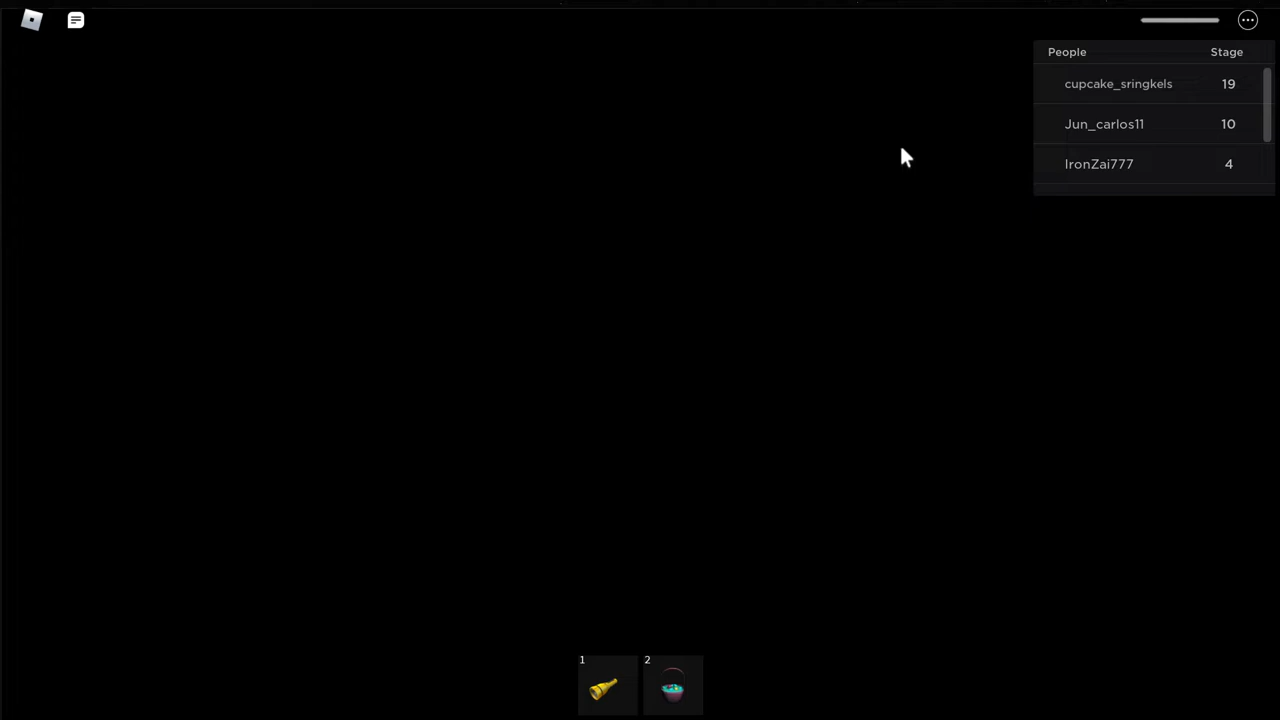 People Stage
cupcake_sringkels 19
Jun_carlos11 10
IronZai777 4
1 2